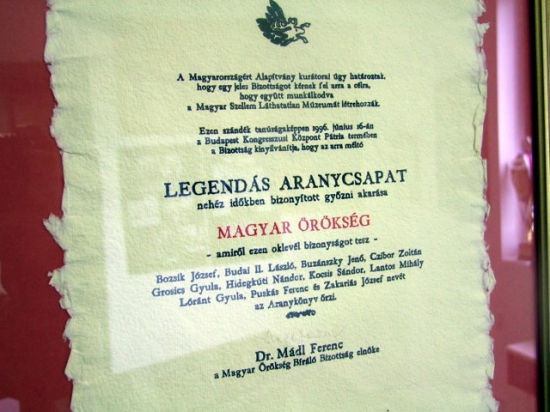 A Magyarországért Alapítvány kurátorai úgy határoztak,
hogy egy jeles Bizottságot kérnek fel arra a célra,
hogy együtt munkálkodva
a Magyar Szellem Láthatatlan Múzeumát létrehozzák.
Ezen szándék tanúságaképpen 1996. június 16-án
a Budapest Kongresszusi Központ Pátria termében
a Bizottság kinyilvánítja, hogy az arra méltó
LEGENDÁS ARANYCSAPAT
nehéz időkben bizonyított győzni akarása
MAGYAR ÖRÖKSÉG
- amiről ezen oklevél bizonyságot tesz -
Bozsik József, Budai II. László, Buzánszky Jenő, Czibor Zoltán
Grosics Gyula, Hidegkúti Nándor, Kocsis Sándor, Lantos Mihály
Lóránt Gyula, Puskás Ferenc és Zakariás József nevét
az Aranykönyv őrzi.
Dr. Mádl Ferenc
a Magyar Örökség Bíráló Bizottság elnöke